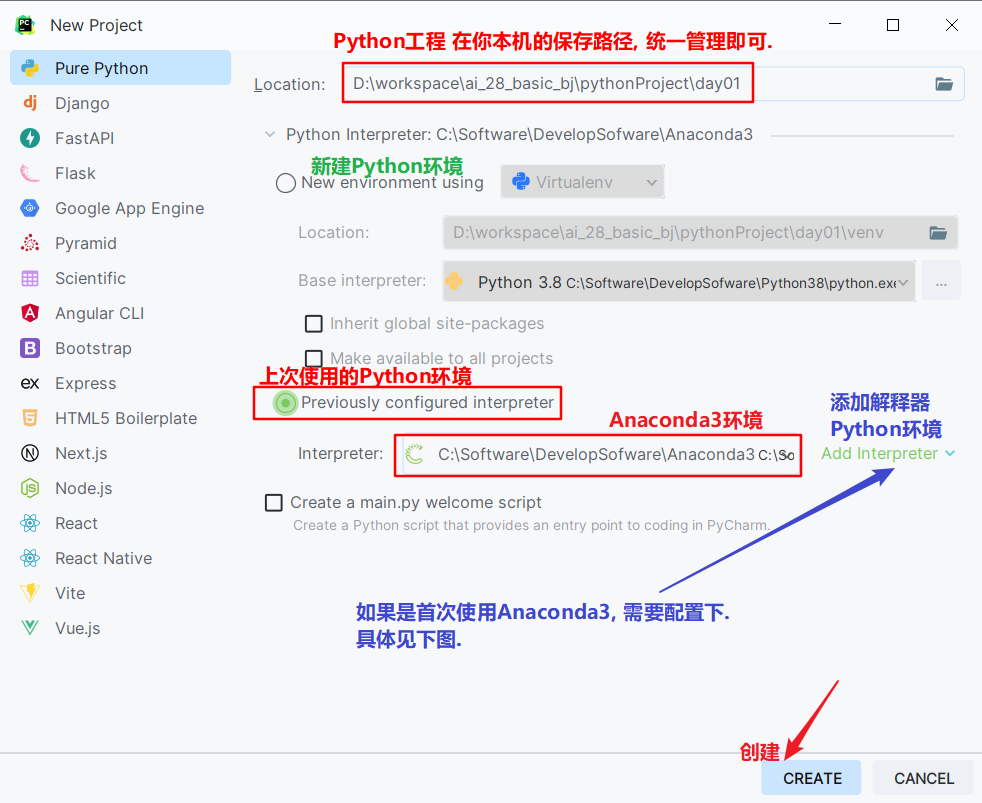 New Project
Python工程 在你本机的保存路径, 统一管理即可.
Pure Python
Django
FastAPI
Flask
Google App Engine
Pyramid
Scientific
Angular CLI
Bootstrap
Express
HTML5 Boilerplate
Next.js
Node.js
React
React Native
Vite
Vue.js
Location: D:\workspace\ai_28_basic_bj\pythonProject\day01
Python Interpreter: C:\Software\DevelopSofware\Anaconda3
新建Python环境
New environment using Virtualenv
Location: D:\workspace\ai_28_basic_bj\pythonProject\day01\venv
Base interpreter: Python 3.8 C:\Software\DevelopSofware\Python38\python.exe ...
Inherit global site-packages
Make available to all projects
上次使用的Python环境
Previously configured interpreter
Anaconda3环境
添加解释器
Python环境
Interpreter: C:\Software\DevelopSofware\Anaconda3 C:\So
Add Interpreter
Create a main.py welcome script
Create a Python script that provides an entry point to coding in PyCharm.
如果是首次使用Anaconda3, 需要配置下.
具体见下图.
创建
CREATE
CANCEL